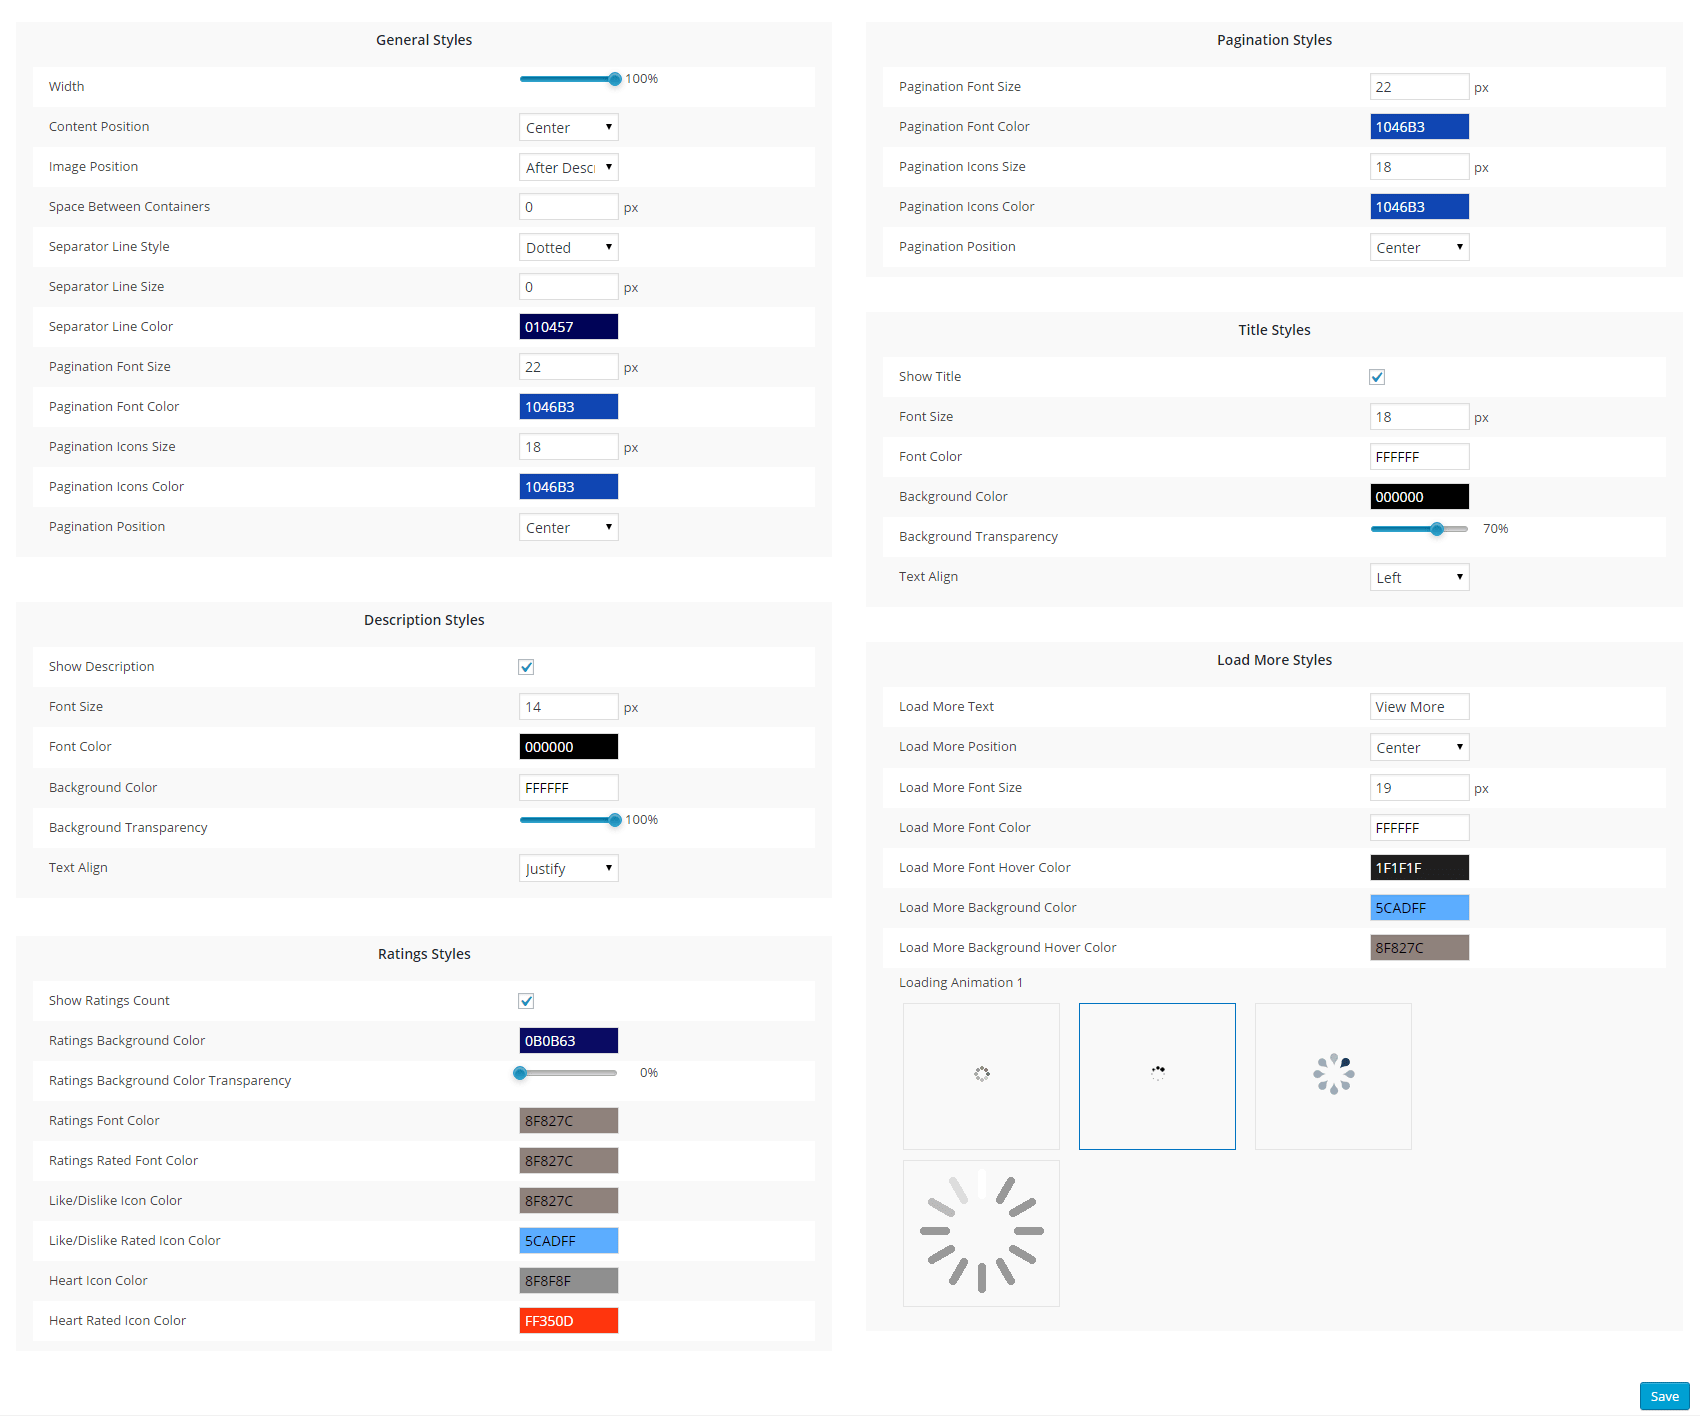 General Styles
Width 100%
Content Position Center
Image Position After Desc
Space Between Containers 0 px
Separator Line Style Dotted
Separator Line Size 0 px
Separator Line Color 010457
Pagination Font Size 22 px
Pagination Font Color 1046B3
Pagination Icons Size 18 px
Pagination Icons Color 1046B3
Pagination Position Center
Description Styles
Show Description
Font Size 14 px
Font Color 000000
Background Color FFFFFF
Background Transparency 100%
Text Align Justify
Ratings Styles
Show Ratings Count
Ratings Background Color 0B0B63
Ratings Background Color Transparency 0%
Ratings Font Color 8F827C
Ratings Rated Font Color 8F827C
Like/Dislike Icon Color 8F827C
Like/Dislike Rated Icon Color 5CADFF
Heart Icon Color 8F8F8F
Heart Rated Icon Color FF350D
Pagination Styles
Pagination Font Size 22 px
Pagination Font Color 1046B3
Pagination Icons Size 18 px
Pagination Icons Color 1046B3
Pagination Position Center
Title Styles
Show Title
Font Size 18 px
Font Color FFFFFF
Background Color 000000
Background Transparency 70%
Text Align Left
Load More Styles
Load More Text View More
Load More Position Center
Load More Font Size 19 px
Load More Font Color FFFFFF
Load More Font Hover Color 1F1F1F
Load More Background Color 5CADFF
Load More Background Hover Color 8F827C
Loading Animation 1
Save